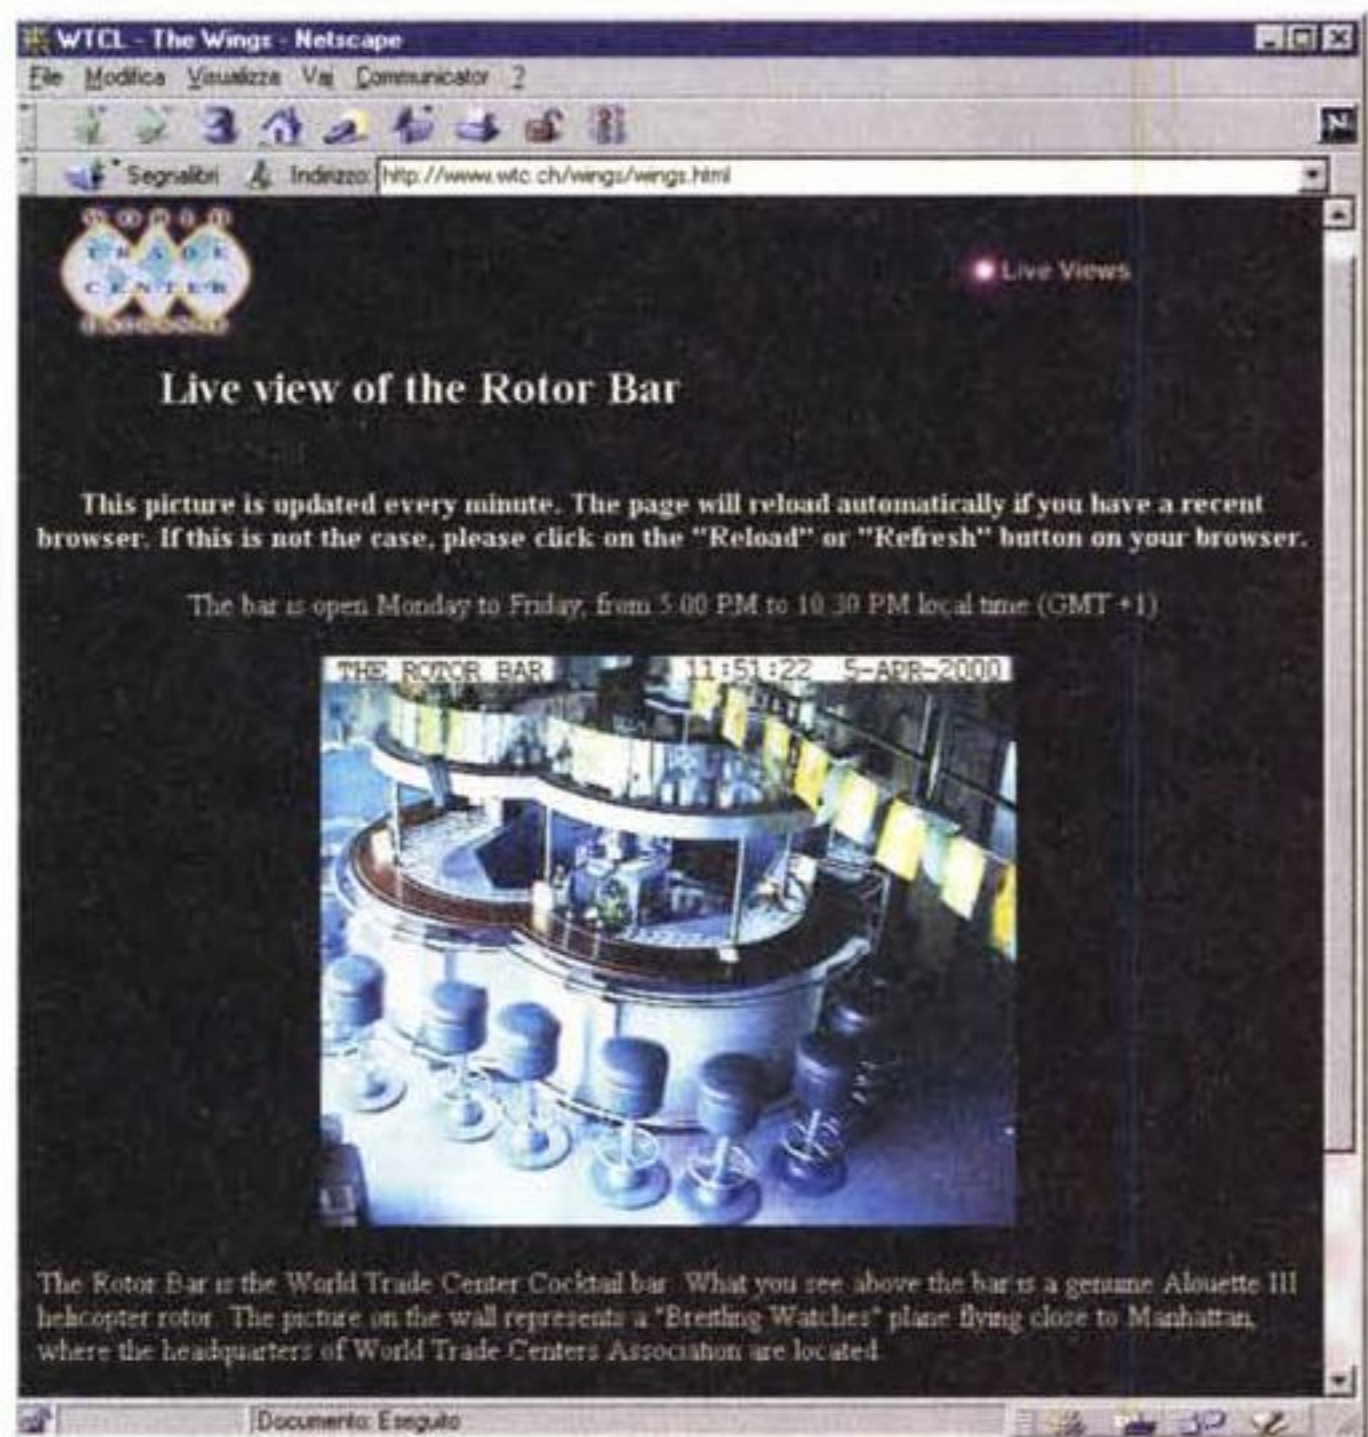 WTCL - The Wings - Netscape
File Modifica Visualizza Vai Communicator ?
Segnalibri Indirizzo: http://www.wtc.ch/wings/wings.html
WORLD
TRADE
CENTER
Live Views
Live view of the Rotor Bar
This picture is updated every minute. The page will reload automatically if you have a recent
browser. If this is not the case, please click on the "Reload" or "Refresh" button on your browser.
The bar is open Monday to Friday, from 5.00 PM to 10.30 PM local time (GMT +1)
THE ROTOR BAR 11:51:22 5-APR-2000
The Rotor Bar is the World Trade Center Cocktail bar. What you see above the bar is a genuine Alouette III
helicopter rotor. The picture on the wall represents a "Breitling Watches" plane flying close to Manhattan,
where the headquarters of World Trade Centers Association are located.
Documento: Eseguito